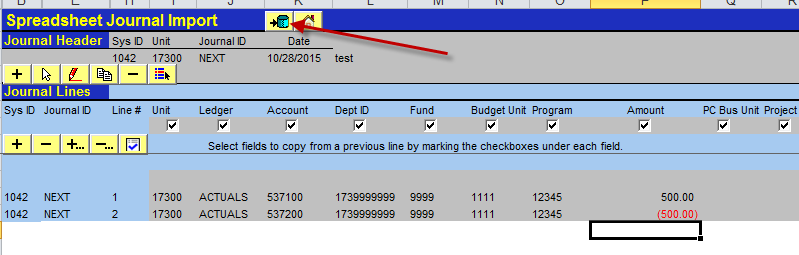 D E H I J K L M N O P Q R
Spreadsheet Journal Import
Journal Header Sys ID Unit Journal ID Date
1042 17300 NEXT 10/28/2015 test
Journal Lines
Sys ID Journal ID Line # Unit Ledger Account Dept ID Fund Budget Unit Program Amount PC Bus Unit Project
Select fields to copy from a previous line by marking the checkboxes under each field.
1042 NEXT 1 17300 ACTUALS 537100 1739999999 9999 1111 12345 500.00
1042 NEXT 2 17300 ACTUALS 537200 1739999999 9999 1111 12345 (500.00)